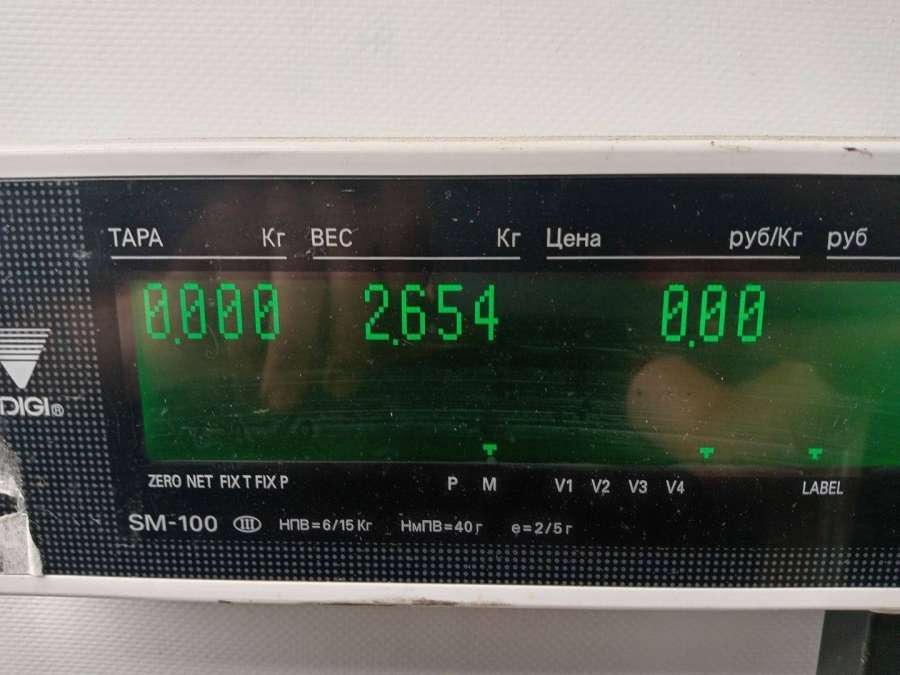 ТАРА Кг ВЕС Кг Цена руб/Кг руб
0.000 2.654 0.00
DIGI®
ZERO NET FIX T FIX P P M V1 V2 V3 V4 LABEL
SM-100 III НПВ=6/15 Кг НмПВ=40 г e=2/5 г